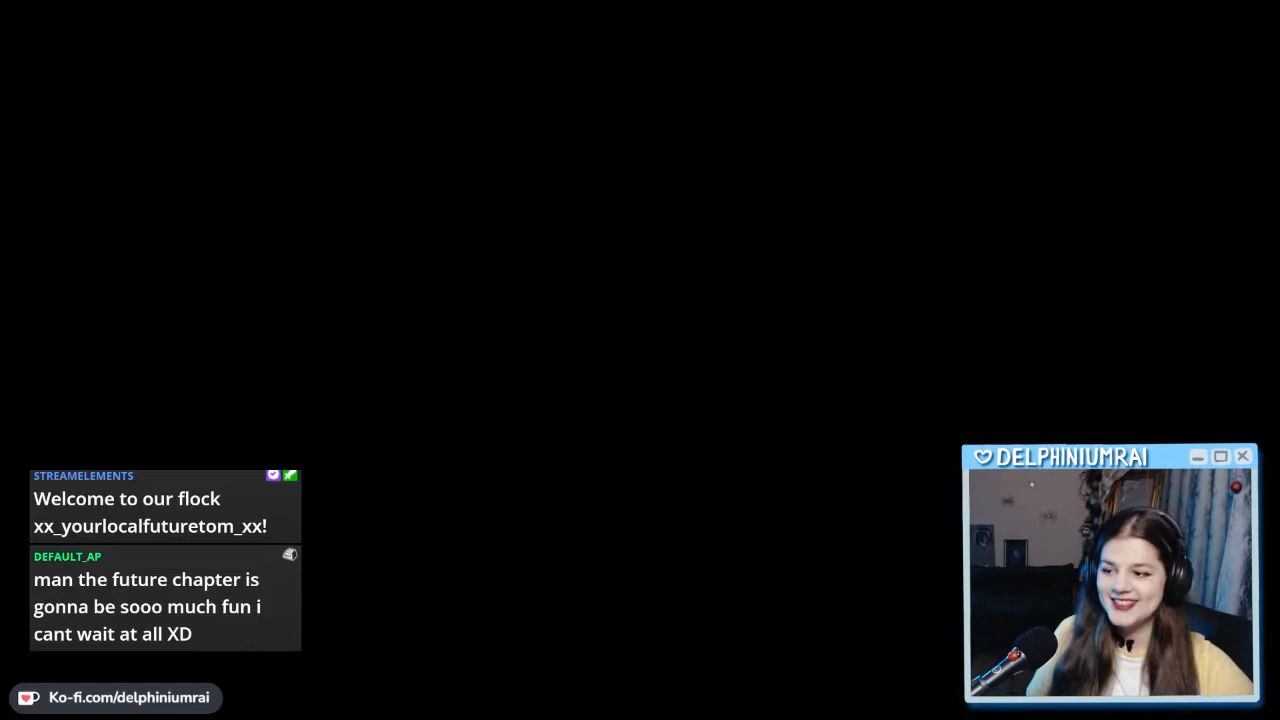 STREAMELEMENTS
Welcome to our flock
xx_yourlocalfuturetom_xx!
DEFAULT_AP
man the future chapter is
gonna be sooo much fun i
cant wait at all XD
DELPHINIUMRAI
Ko-fi.com/delphiniumrai